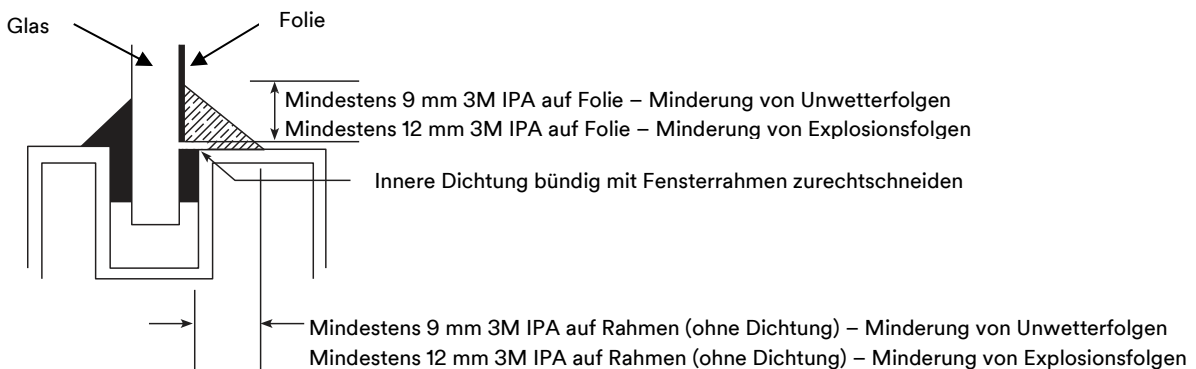 Glas
Folie
Mindestens 9 mm 3M IPA auf Folie – Minderung von Unwetterfolgen
Mindestens 12 mm 3M IPA auf Folie – Minderung von Explosionsfolgen
Innere Dichtung bündig mit Fensterrahmen zurechtschneiden
Mindestens 9 mm 3M IPA auf Rahmen (ohne Dichtung) – Minderung von Unwetterfolgen
Mindestens 12 mm 3M IPA auf Rahmen (ohne Dichtung) – Minderung von Explosionsfolgen